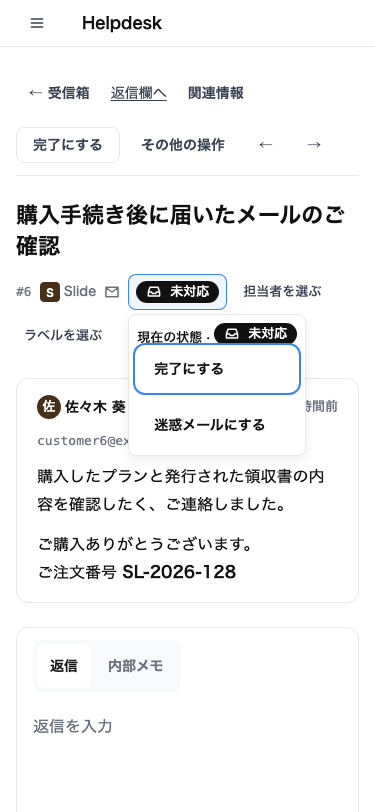 Helpdesk
← 受信箱 返信欄へ 関連情報
完了にする その他の操作 ← →
購入手続き後に届いたメールのご
確認
#6 S Slide 未対応 担当者を選ぶ
ラベルを選ぶ
現在の状態 · 未対応
完了にする
迷惑メールにする
佐 佐々木 葵 時間前
customer6@ex
購入したプランと発行された領収書の内
容を確認したく、ご連絡しました。
ご購入ありがとうございます。
ご注文番号 SL-2026-128
返信 内部メモ
返信を入力